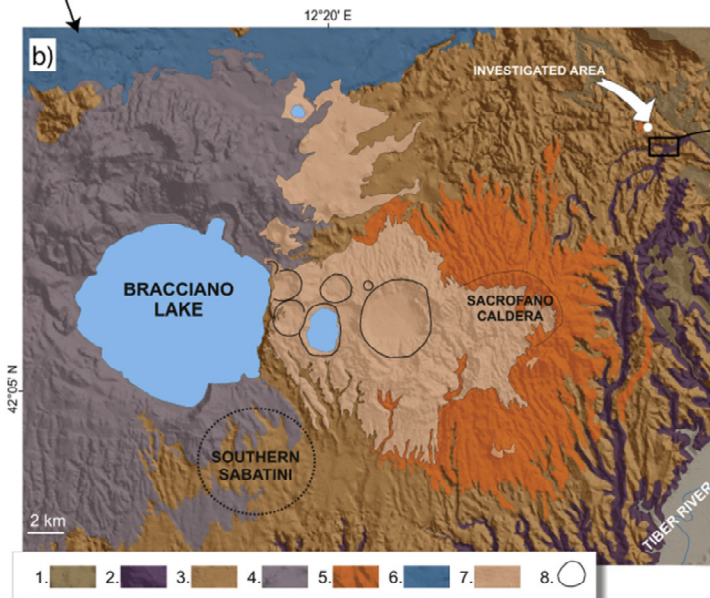 12°20' E
b)
INVESTIGATED AREA
BRACCIANO
LAKE
SACROFANO
CALDERA
42°05' N
SOUTHERN
SABATINI
2 km
TIBER RIVER
1. 2. 3. 4. 5. 6. 7. 8.